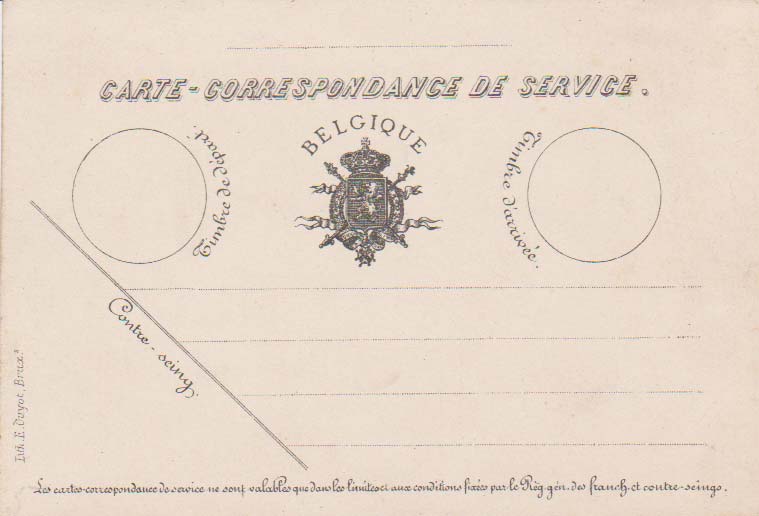 CARTE-CORRESPONDANCE DE SERVICE.
BELGIQUE
Timbre de départ.
Timbre d'arrivée.
Contre-seing.
Lith. E. Guyot, Brux.s
Les cartes-correspondance de service ne sont valables que dans les limites et aux conditions fixées par le Règ. gén. des franch. et contre-seings.